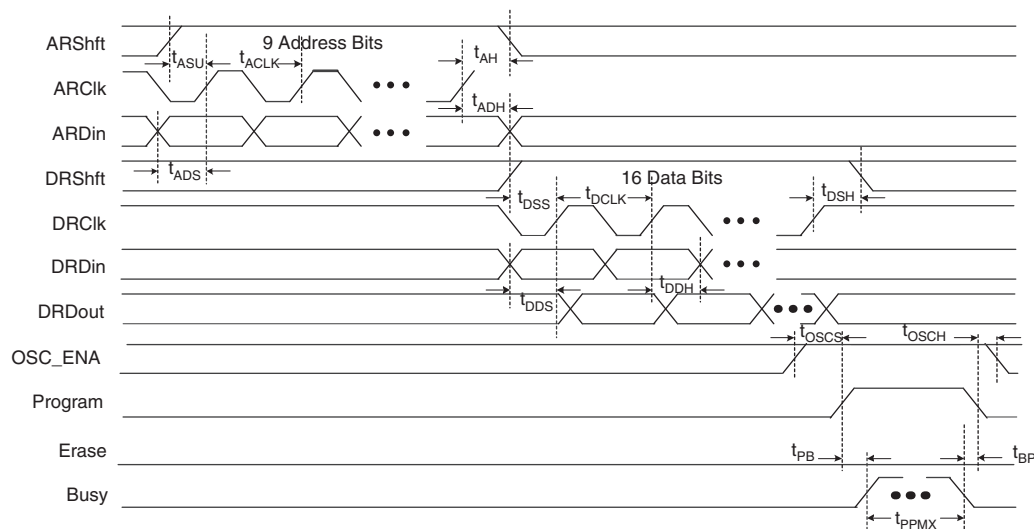 ARShft
9 Address Bits
tASU
tACLK
tAH
ARClk
tADH
ARDin
tADS
DRShft
16 Data Bits
tDSS
tDCLK
tDSH
DRClk
DRDin
tDDS
tDDH
DRDout
tOSCS
tOSCH
OSC_ENA
Program
Erase
tPB
tBP
Busy
tPPMX